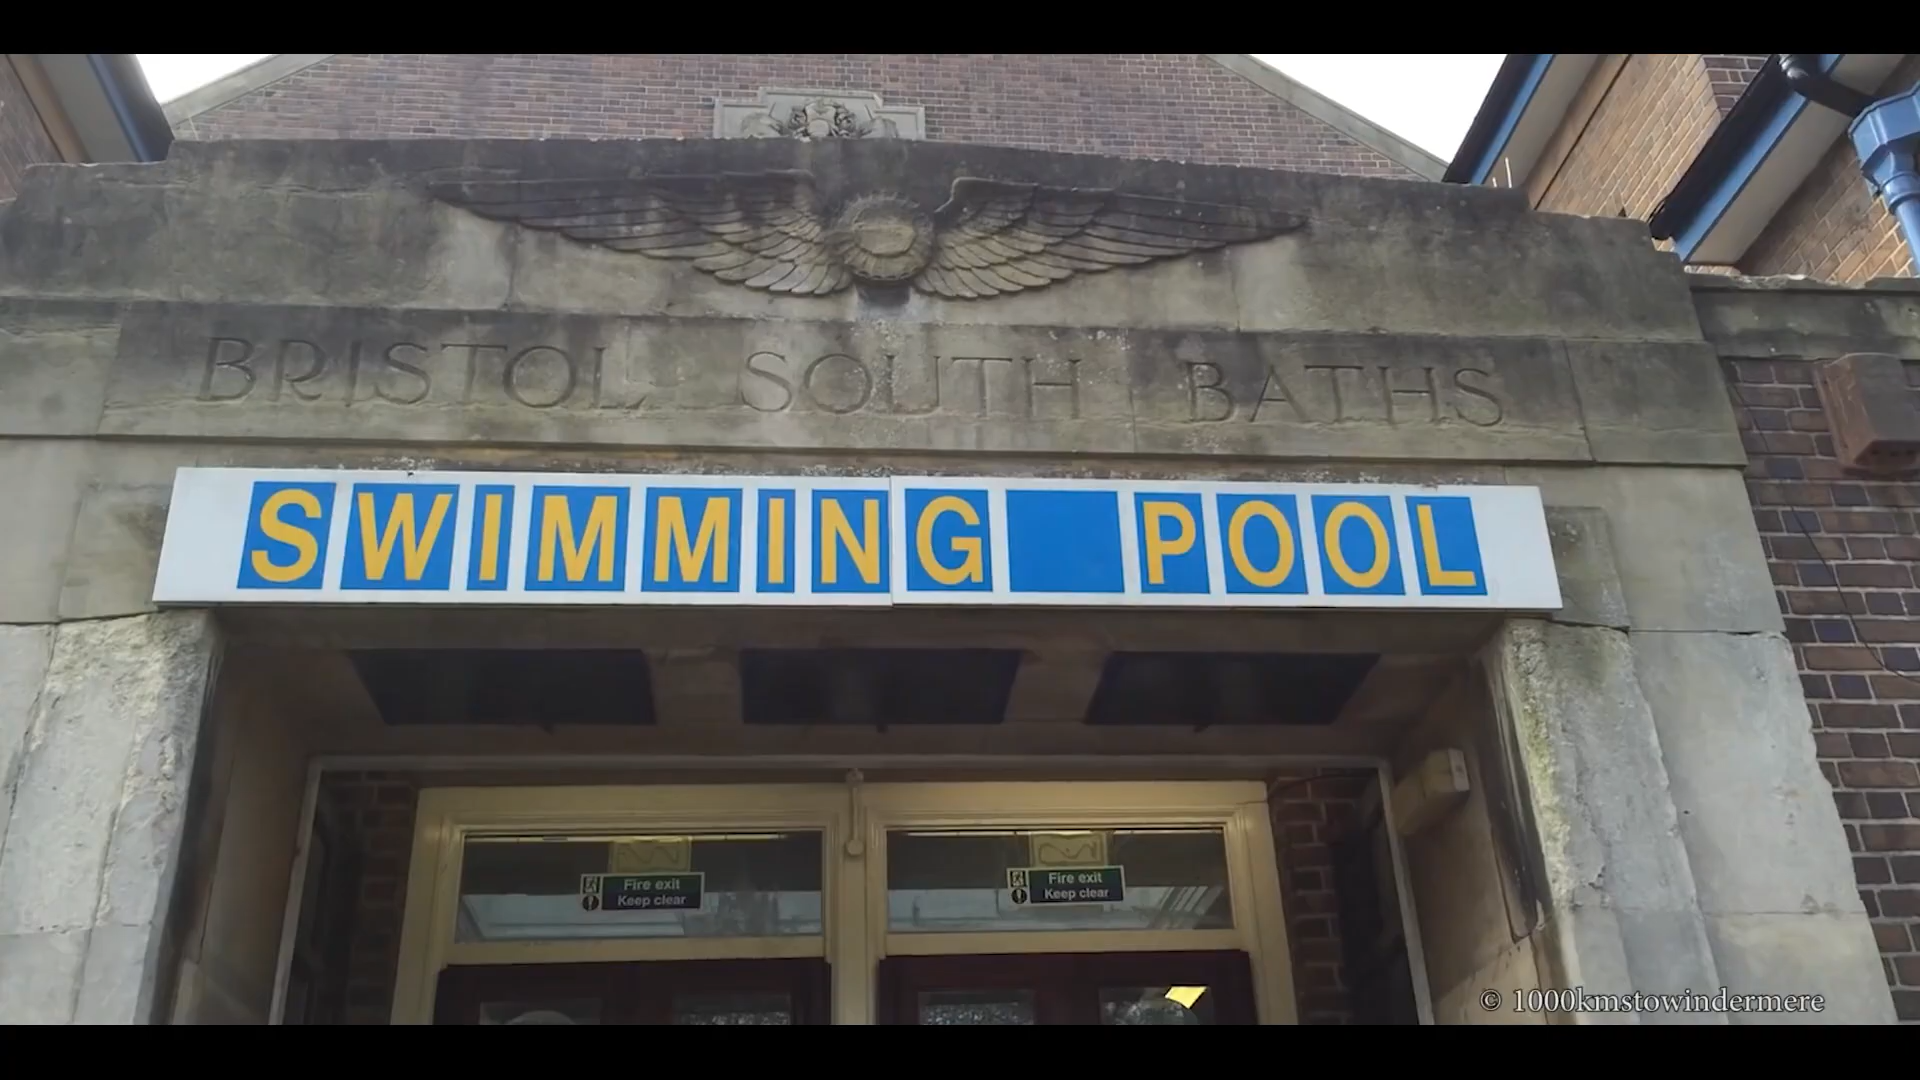 BRISTOL SOUTH BATHS
SWIMMING POOL
Fire exit
Keep clear
Fire exit
Keep clear
© 1000kmstowindermere